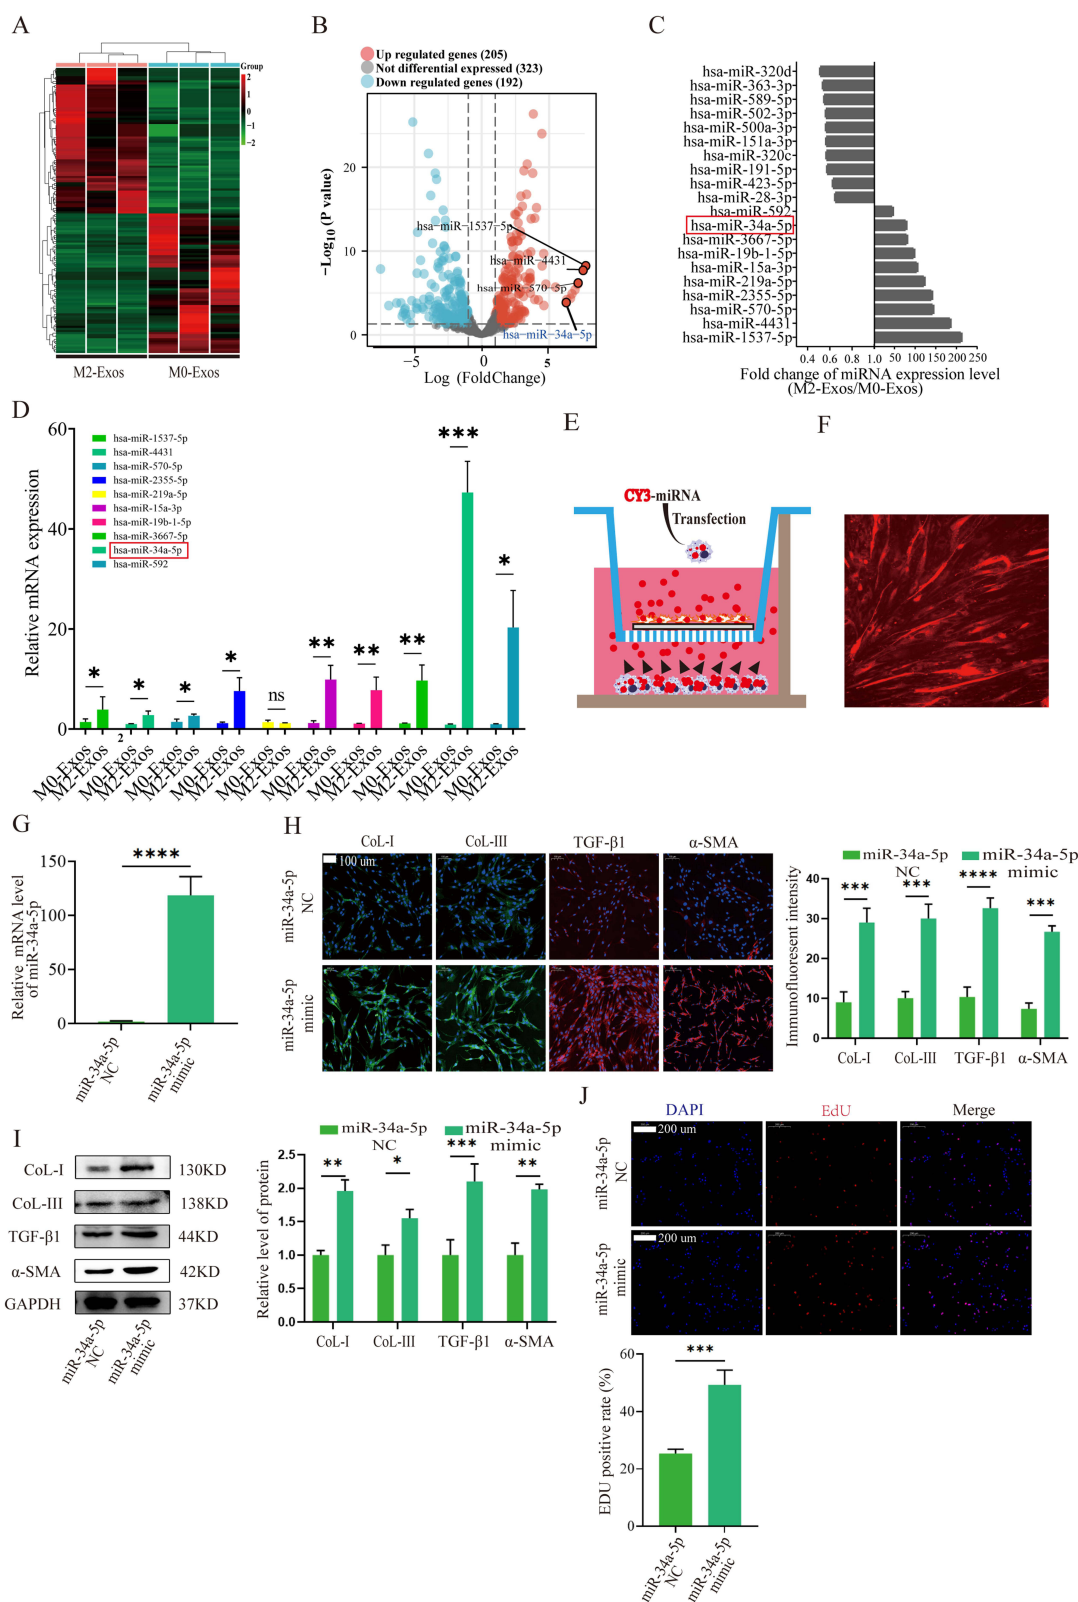 A
Group
2
1
0
−1
−2
M2-Exos
M0-Exos
B
Up regulated genes (205)
Not differential expressed (323)
Down regulated genes (192)
−Log10 (P value)
20
10
0
hsa−miR−1537−5p
hsa−miR−4431
hsa−miR−570−5p
hsa−miR−34a−5p
−5
0
5
Log (FoldChange)
C
hsa-miR-320d
hsa-miR-363-3p
hsa-miR-589-5p
hsa-miR-502-3p
hsa-miR-500a-3p
hsa-miR-151a-3p
hsa-miR-320c
hsa-miR-191-5p
hsa-miR-423-5p
hsa-miR-28-3p
hsa-miR-592
hsa-miR-34a-5p
hsa-miR-3667-5p
hsa-miR-19b-1-5p
hsa-miR-15a-3p
hsa-miR-219a-5p
hsa-miR-2355-5p
hsa-miR-570-5p
hsa-miR-4431
hsa-miR-1537-5p
0.4 0.6 0.8 1.0 50 100 150 200 250
Fold change of miRNA expression level
(M2-Exos/M0-Exos)
D
Relative mRNA expression
60
40
20
0
hsa-miR-1537-5p
hsa-miR-4431
hsa-miR-570-5p
hsa-miR-2355-5p
hsa-miR-219a-5p
hsa-miR-15a-3p
hsa-miR-19b-1-5p
hsa-miR-3667-5p
hsa-miR-34a-5p
hsa-miR-592
* * * * ns ** ** ** *** *
2
M0-Exos M2-Exos M0-Exos M2-Exos M0-Exos M2-Exos M0-Exos M2-Exos M0-Exos M2-Exos M0-Exos M2-Exos M0-Exos M2-Exos M0-Exos M2-Exos M0-Exos M2-Exos M0-Exos M2-Exos
E
CY3-miRNA
Transfection
F
G
Relative mRNA level
of miR-34a-5p
150
100
50
0
****
miR-34a-5p
NC
miR-34a-5p
mimic
H
CoL-I CoL-III TGF-β1 α-SMA
100 um
miR-34a-5p
NC
miR-34a-5p
mimic
miR-34a-5p
NC
miR-34a-5p
mimic
Immunofluoresent intensity
40
30
20
10
0
*** *** **** ***
CoL-I CoL-III TGF-β1 α-SMA
I
CoL-I 130KD
CoL-III 138KD
TGF-β1 44KD
α-SMA 42KD
GAPDH 37KD
miR-34a-5p
NC
miR-34a-5p
mimic
miR-34a-5p
NC
miR-34a-5p
mimic
Relative level of protein
2.5
2.0
1.5
1.0
0.5
0.0
** * *** **
CoL-I CoL-III TGF-β1 α-SMA
J
DAPI EdU Merge
miR-34a-5p
NC
200 um
miR-34a-5p
mimic
200 um
EDU positive rate (%)
60
40
20
0
***
miR-34a-5p
NC
miR-34a-5p
mimic